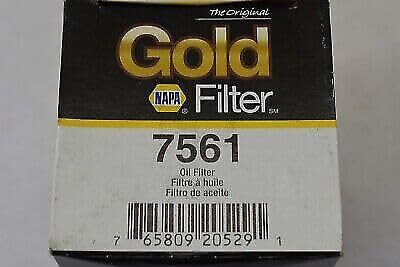 The Original
Gold
NAPA ® Filter SM
7561
Oil Filter
Filtre à huile
Filtro de aceite
7 65809 20529 1